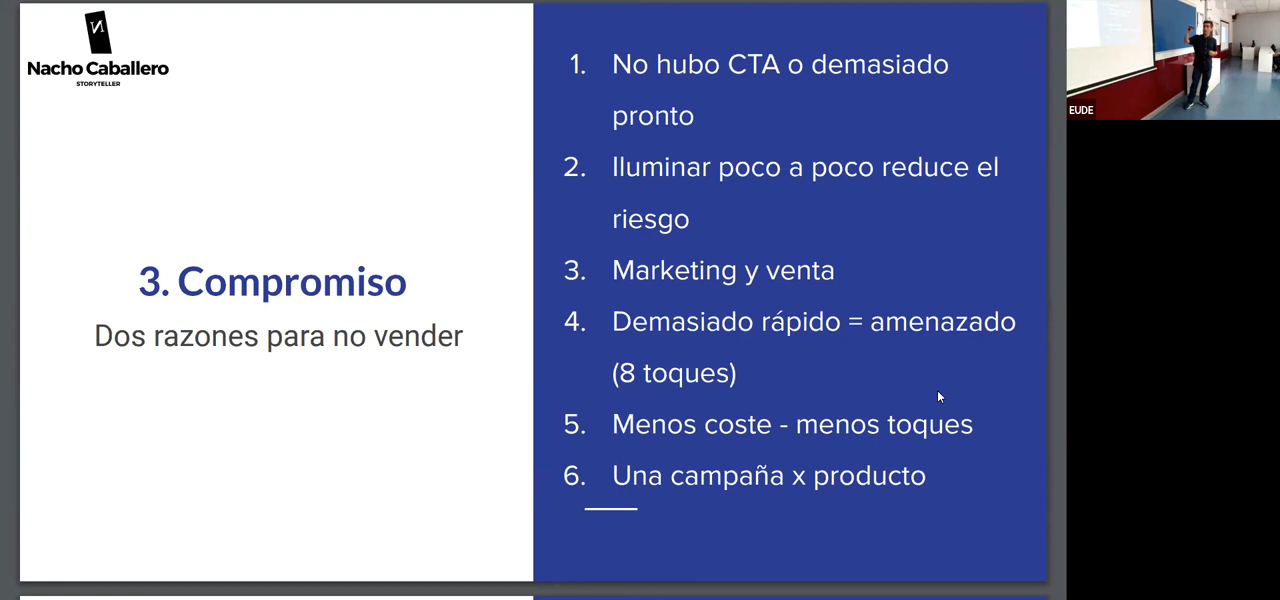 Nacho Caballero
STORYTELLER
3. Compromiso
Dos razones para no vender
1. No hubo CTA o demasiado
pronto
2. Iluminar poco a poco reduce el
riesgo
3. Marketing y venta
4. Demasiado rápido = amenazado
(8 toques)
5. Menos coste - menos toques
6. Una campaña x producto
EUDE